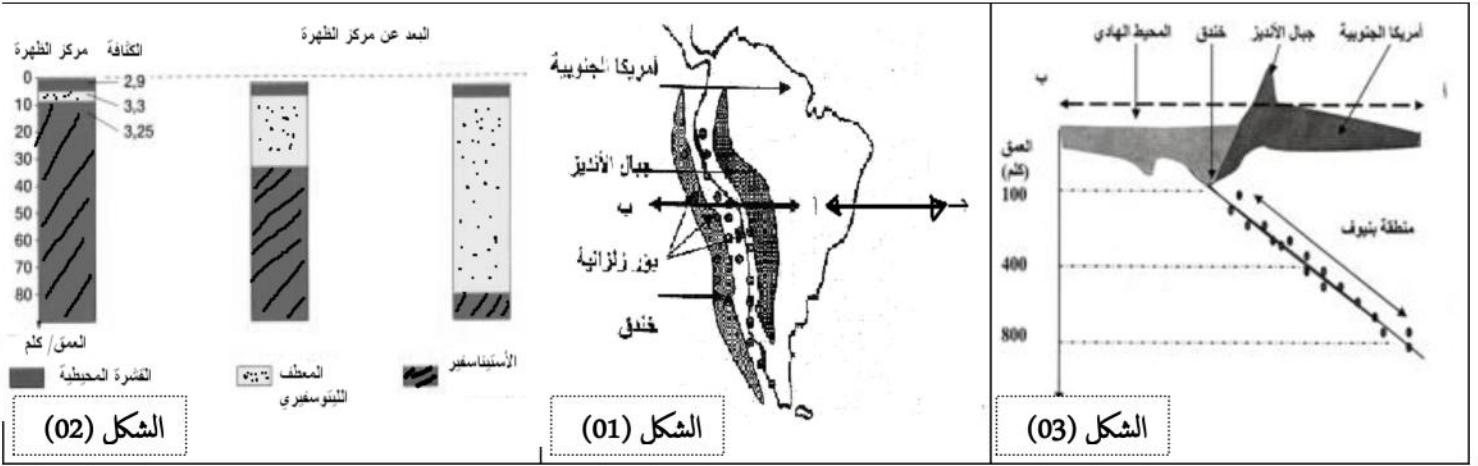 البعد عن مركز الظهرة
الكثافة
مركز الظهرة
0
10
20
30
40
50
60
70
80
2,9
3,3
3,25
العمق/ كلم
القشرة المحيطية
المعطف
الليتوسفيري
الأستيناسفير
الشكل (02)
أمريكا الجنوبية
جبال الأنديز
ب
أ
بؤر زلزالية
خندق
الشكل (01)
المحيط الهادي
خندق
جبال الأنديز
أمريكا الجنوبية
ب
أ
العمق
(كلم)
100
400
800
منطقة بنيوف
الشكل (03)